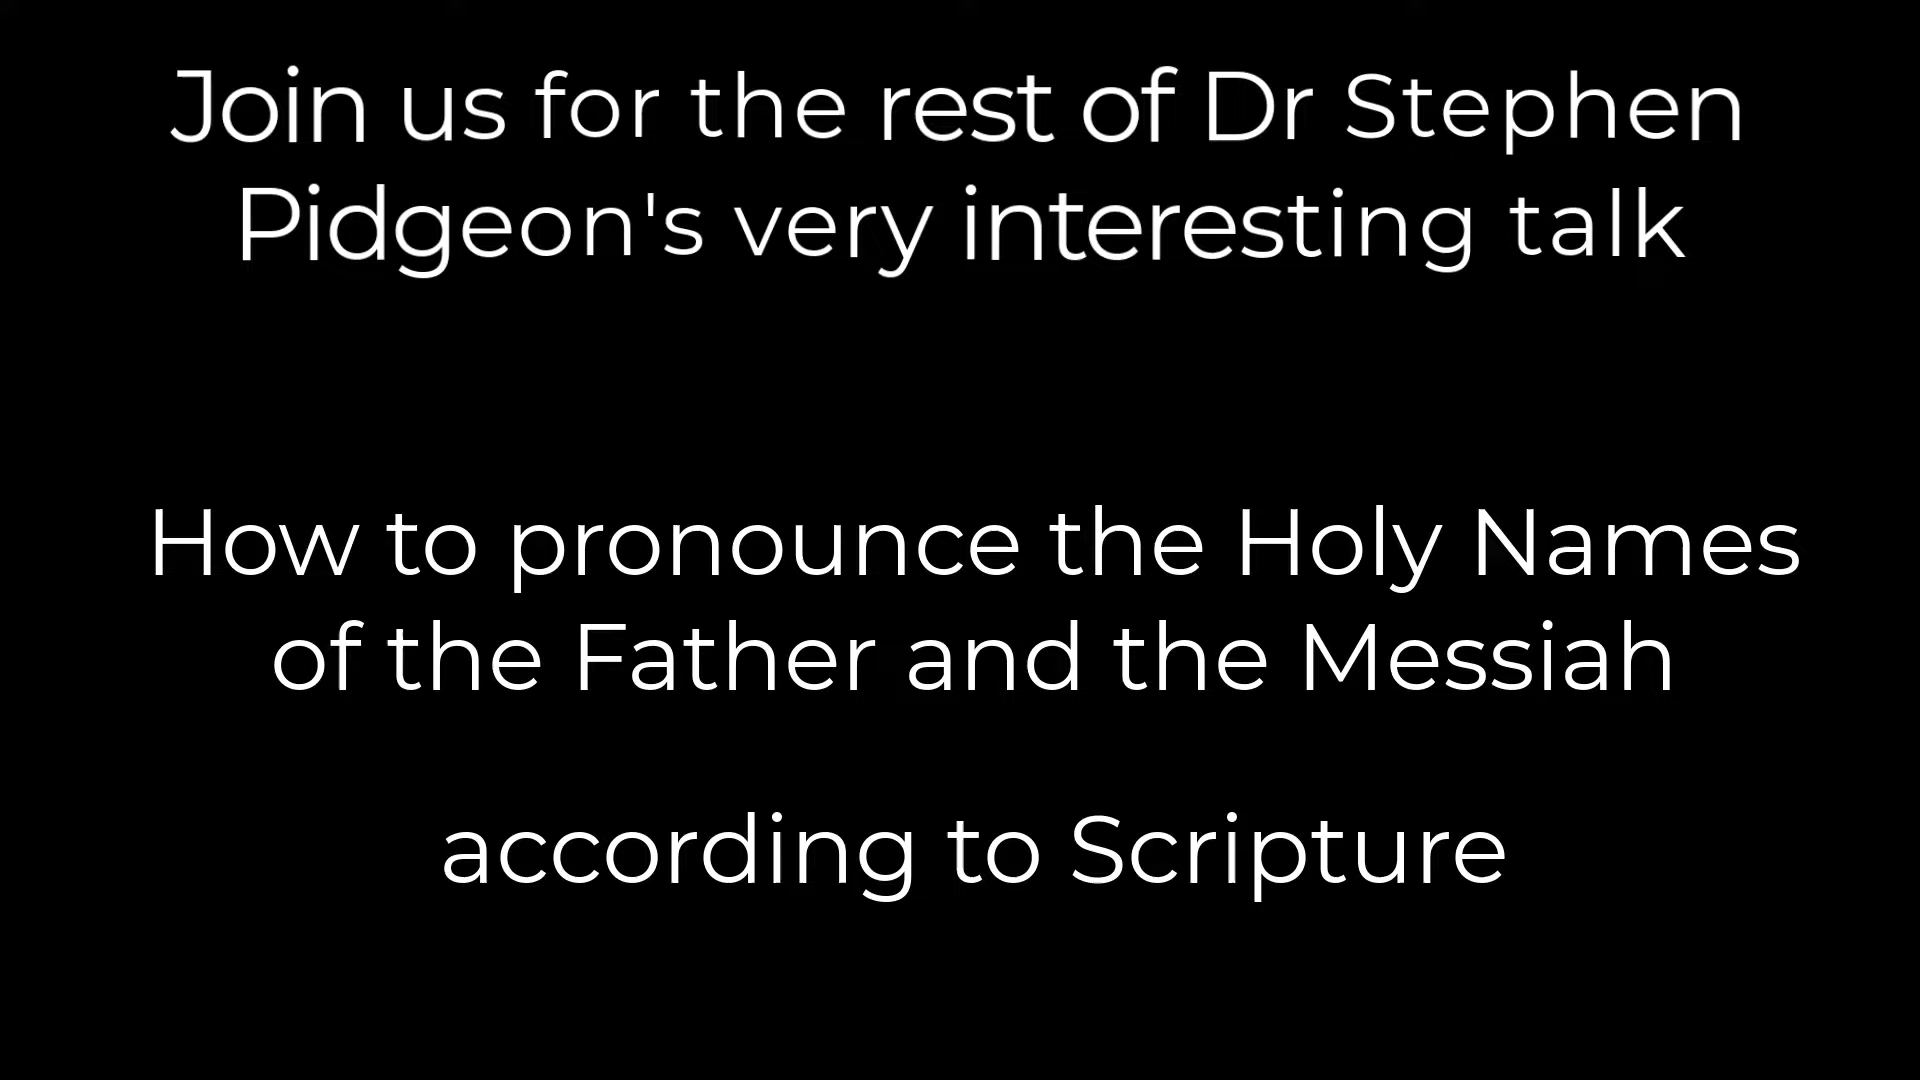 Join us for the rest of Dr Stephen
Pidgeon's very interesting talk
How to pronounce the Holy Names
of the Father and the Messiah
according to Scripture